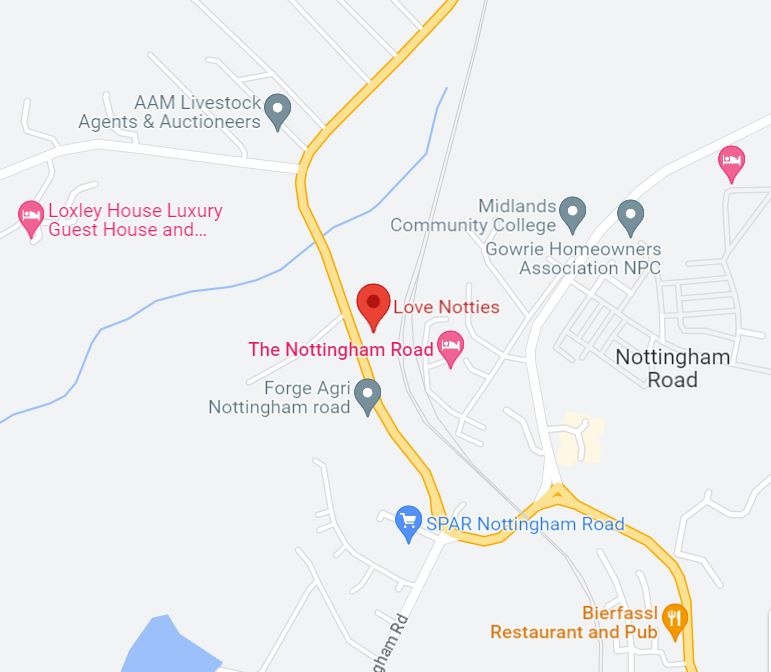 AAM Livestock
Agents & Auctioneers
Loxley House Luxury
Guest House and...
Midlands
Community College
Gowrie Homeowners
Association NPC
Love Notties
The Nottingham Road
Nottingham
Road
Forge Agri
Nottingham road
SPAR Nottingham Road
gham Rd
Bierfassl
Restaurant and Pub